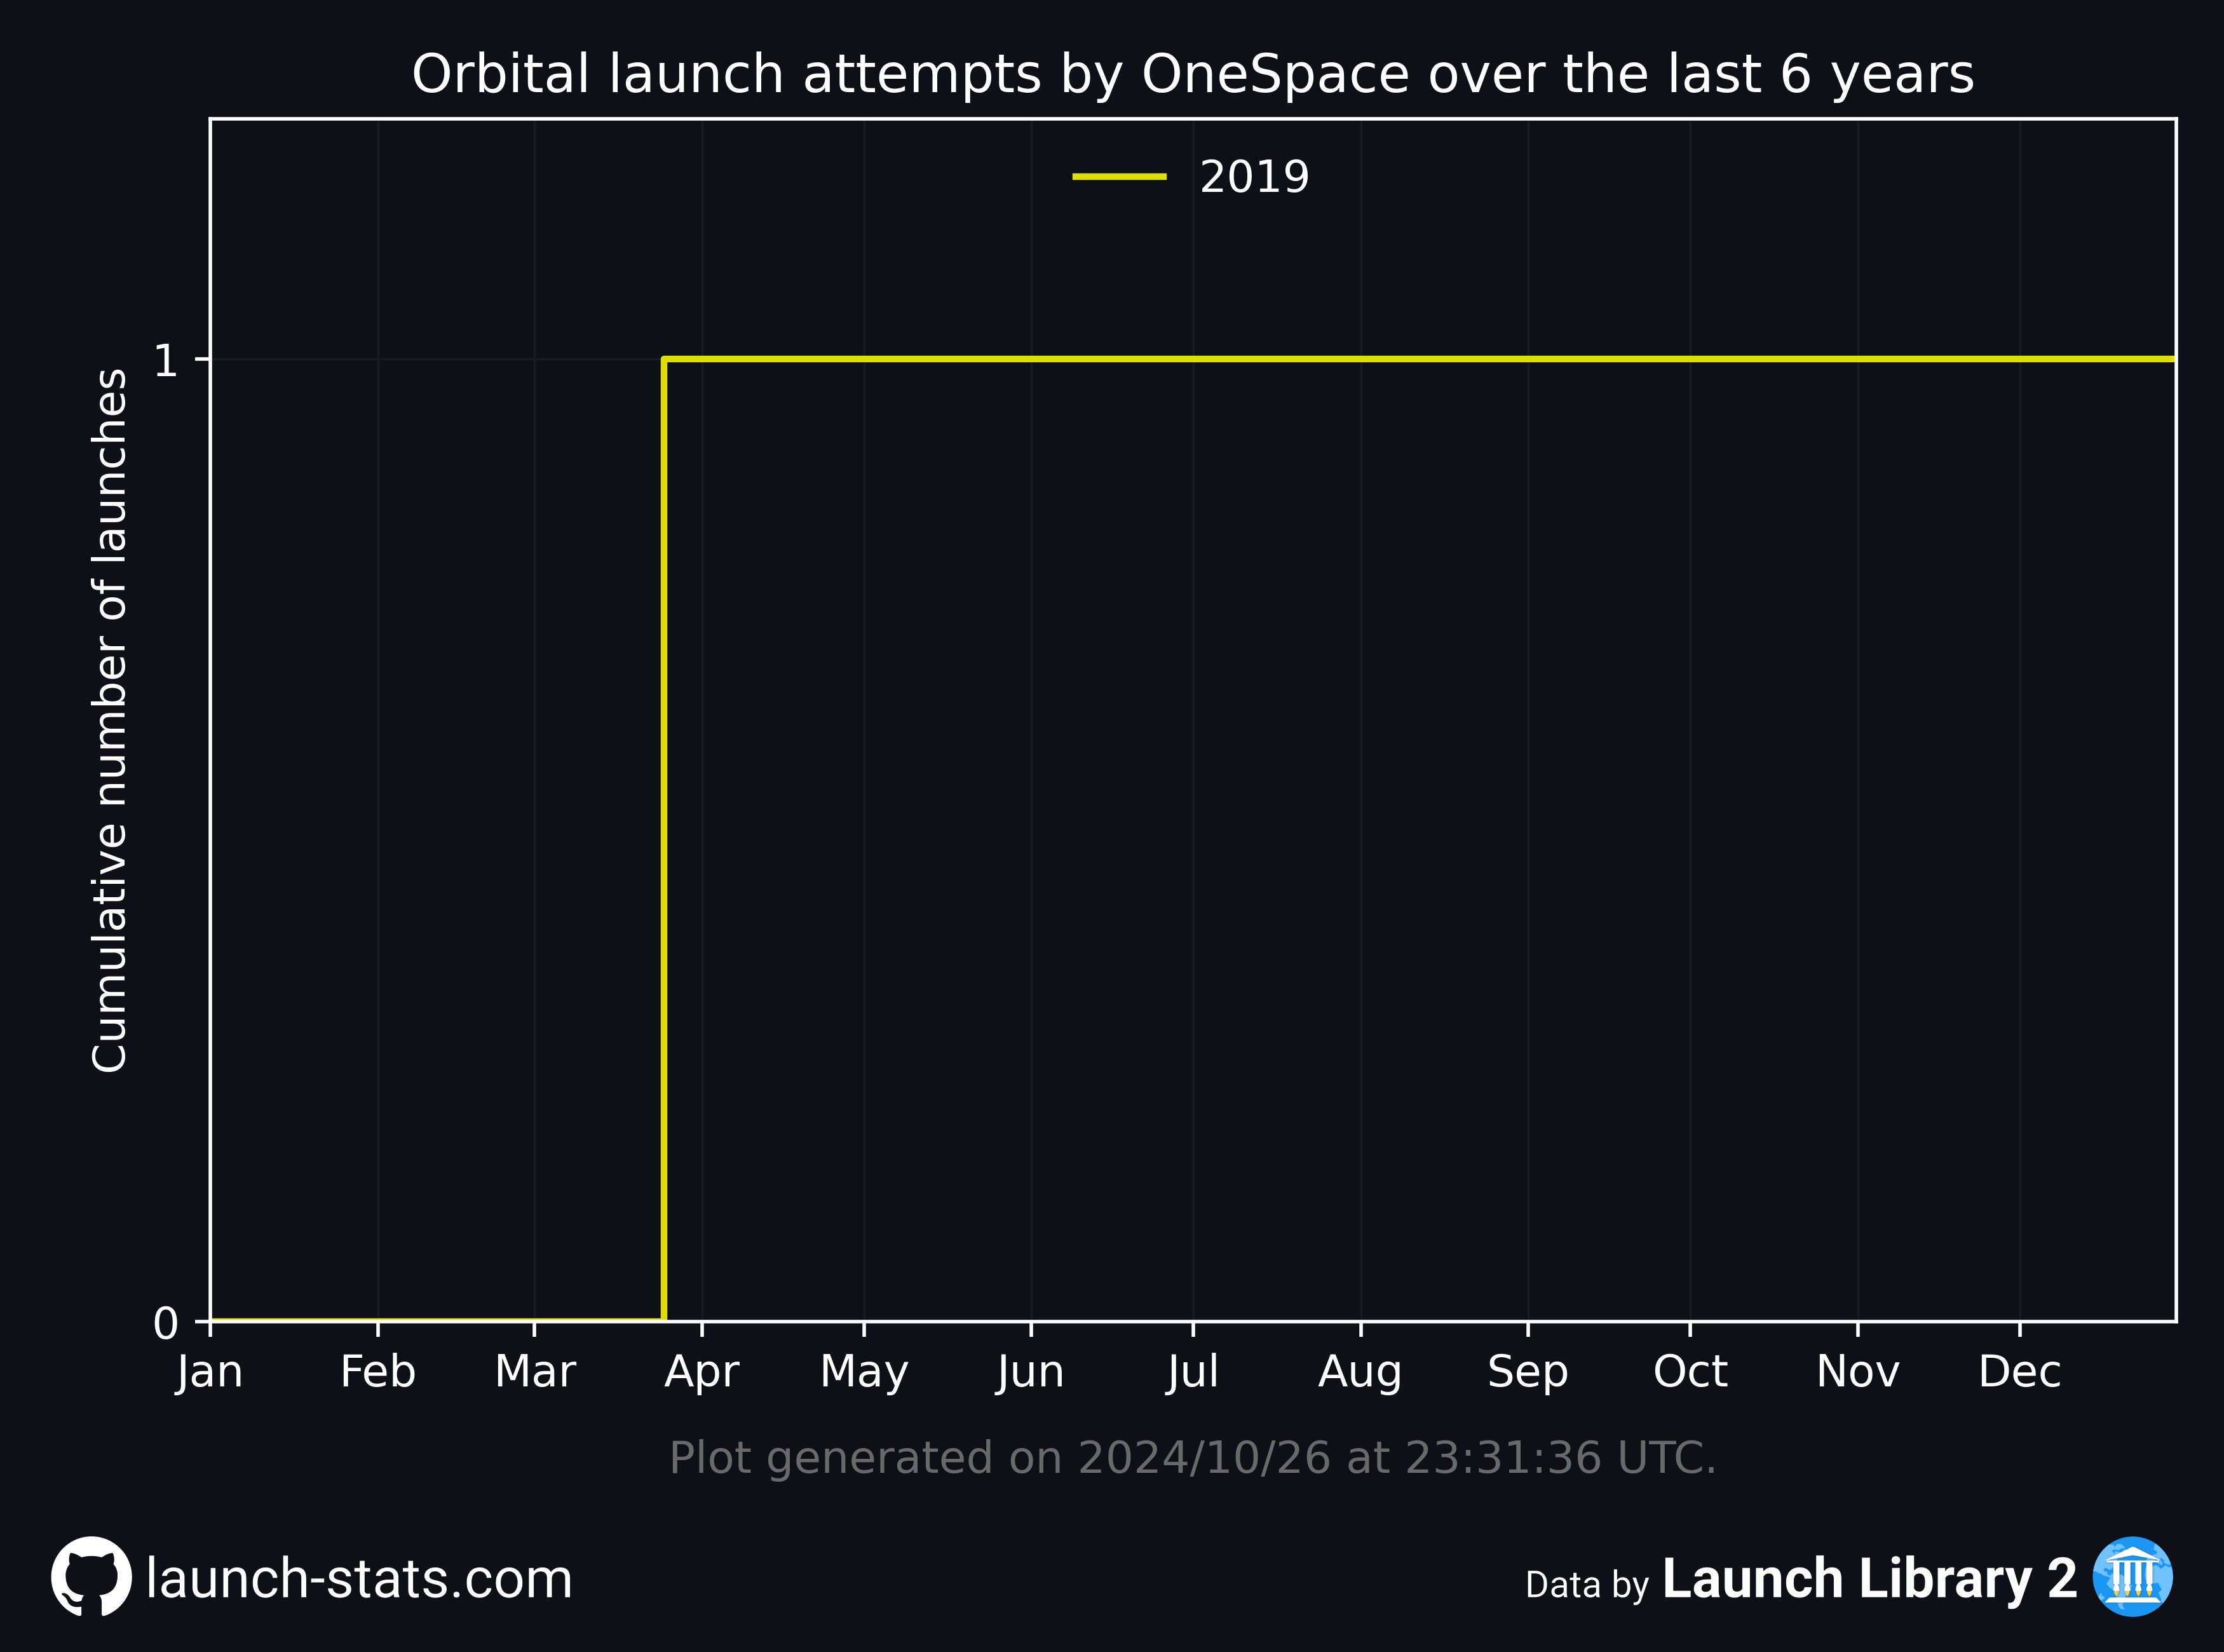 Orbital launch attempts by OneSpace over the last 6 years
2019
Cumulative number of launches
1
0
Jan Feb Mar Apr May Jun Jul Aug Sep Oct Nov Dec
Plot generated on 2024/10/26 at 23:31:36 UTC.
launch-stats.com
Data by Launch Library 2